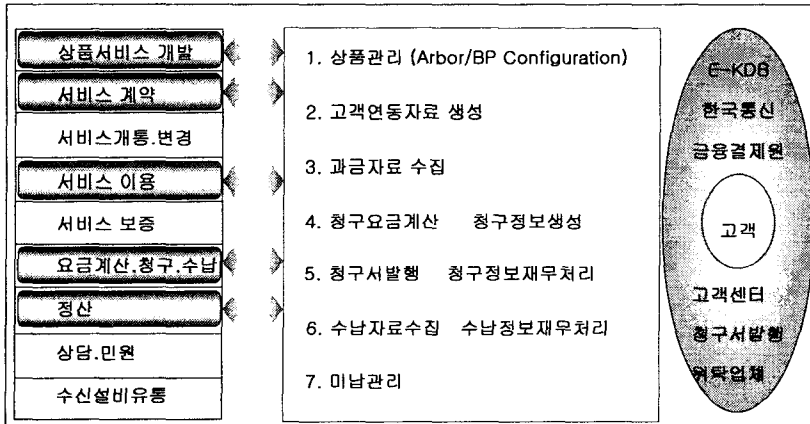 상품서비스 개발
서비스 계약
서비스개통.변경
서비스 이용
서비스 보증
요금계산.청구.수납
정산
상담.민원
수신설비유통
1. 상품관리 (Arbor/BP Configuration)
2. 고객연동자료 생성
3. 과금자료 수집
4. 청구요금계산 청구정보생성
5. 청구서발행 청구정보재무처리
6. 수납자료수집 수납정보재무처리
7. 미납관리
E-KDB
한국통신
금융결제원
고객
고객센터
청구서발행
위탁업체